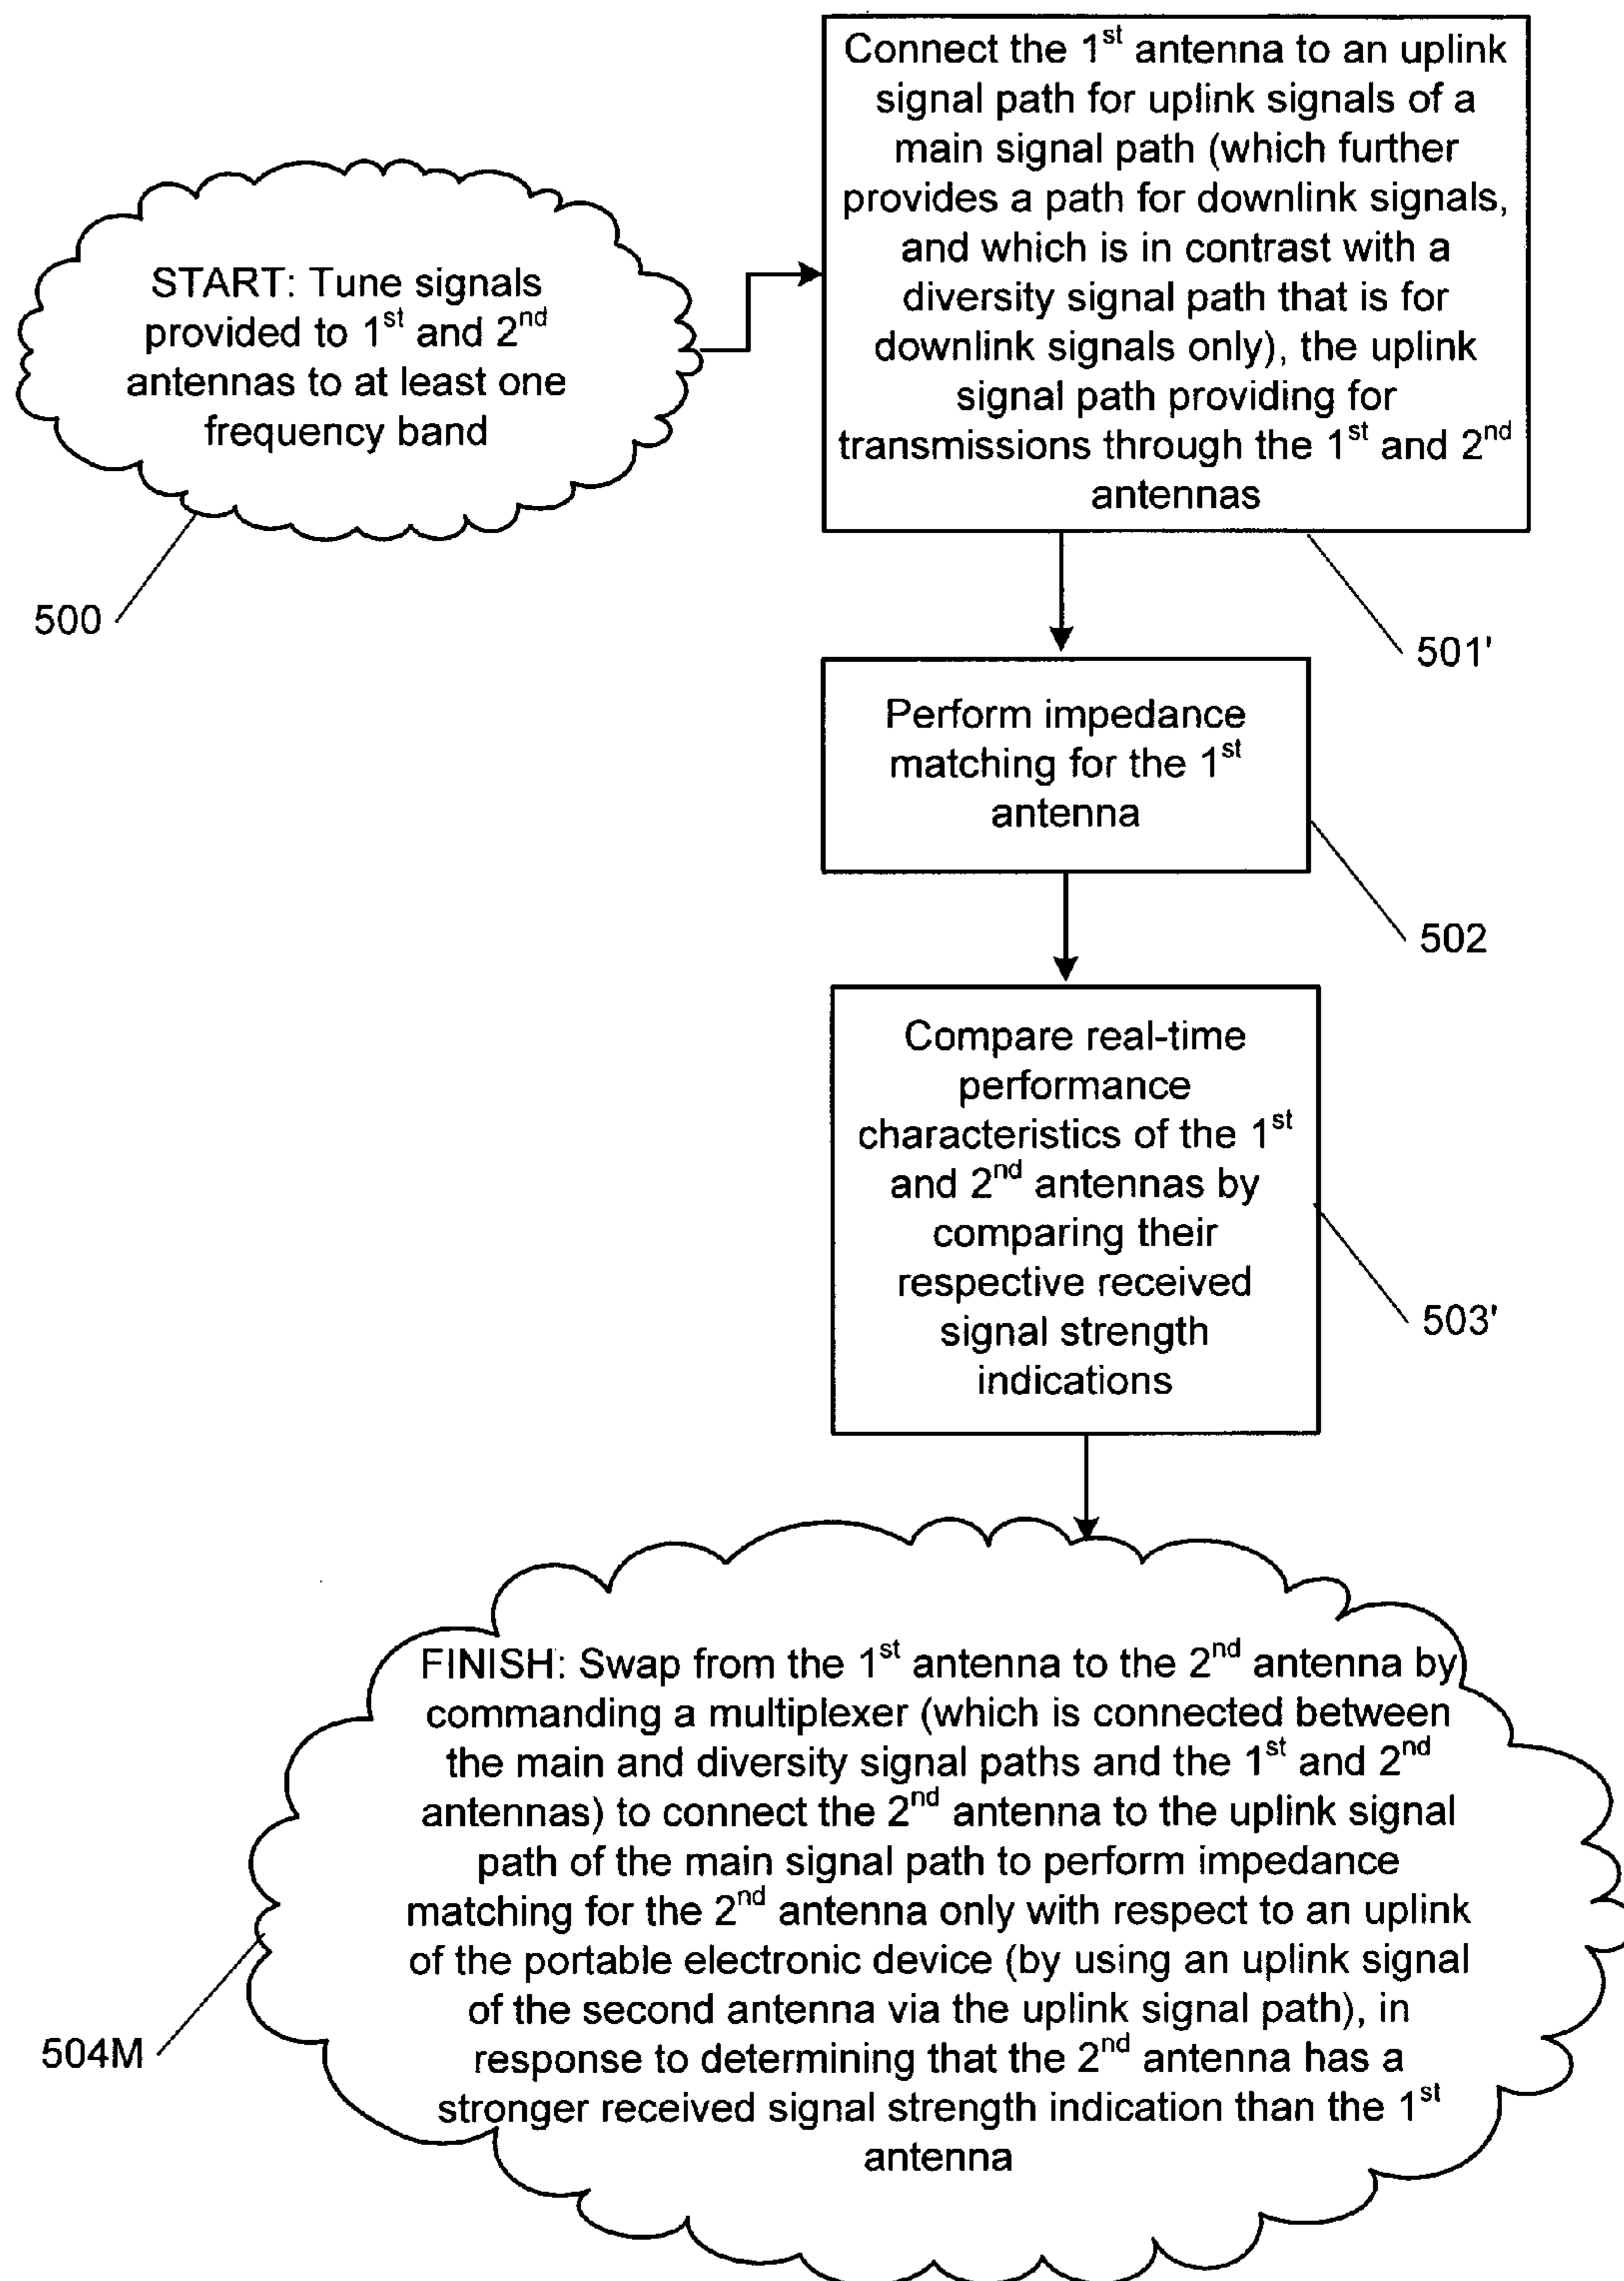 START: Tune signals
provided to 1st and 2nd
antennas to at least one
frequency band
500
Connect the 1st antenna to an uplink
signal path for uplink signals of a
main signal path (which further
provides a path for downlink signals,
and which is in contrast with a
diversity signal path that is for
downlink signals only), the uplink
signal path providing for
transmissions through the 1st and 2nd
antennas
501'
Perform impedance
matching for the 1st
antenna
502
Compare real-time
performance
characteristics of the 1st
and 2nd antennas by
comparing their
respective received
signal strength
indications
503'
FINISH: Swap from the 1st antenna to the 2nd antenna by
commanding a multiplexer (which is connected between
the main and diversity signal paths and the 1st and 2nd
antennas) to connect the 2nd antenna to the uplink signal
path of the main signal path to perform impedance
matching for the 2nd antenna only with respect to an uplink
of the portable electronic device (by using an uplink signal
of the second antenna via the uplink signal path), in
response to determining that the 2nd antenna has a
stronger received signal strength indication than the 1st
antenna
504M